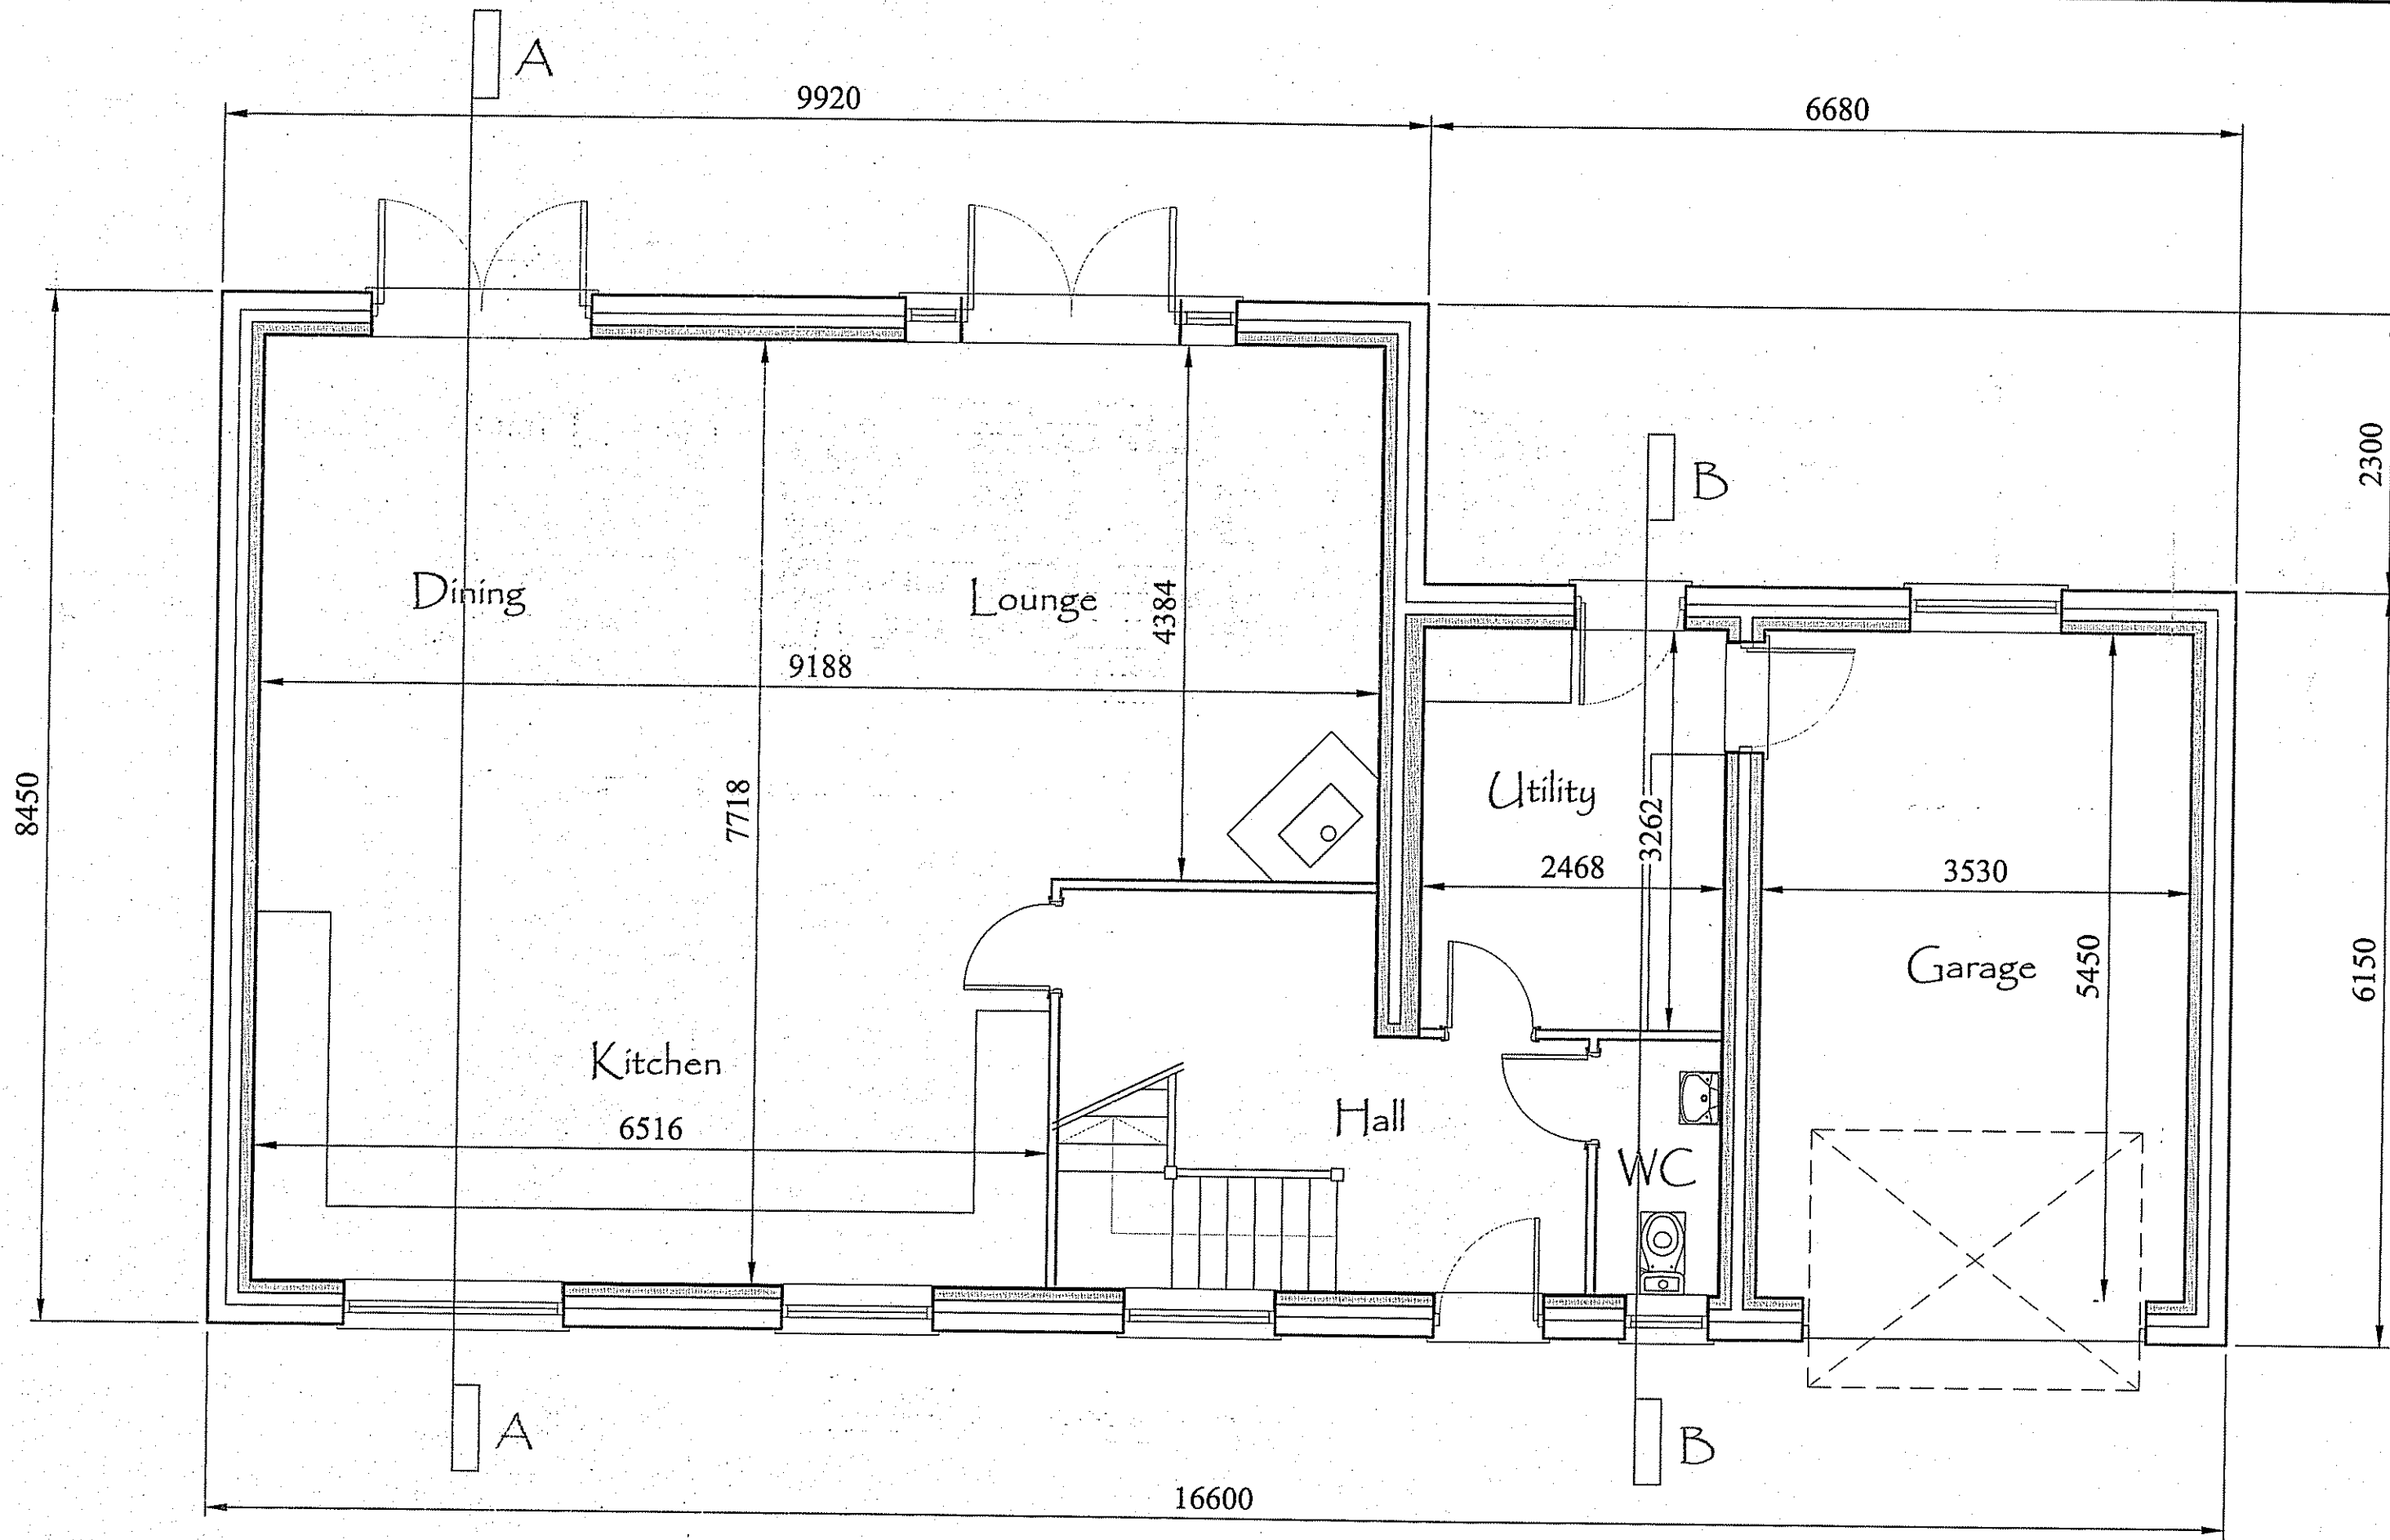 A
9920
6680
2300
B
Dining
Lounge
4384
9188
8450
7718
Utility
3262
2468
3530
Garage
5450
6150
Kitchen
6516
Hall
WC
A
B
16600